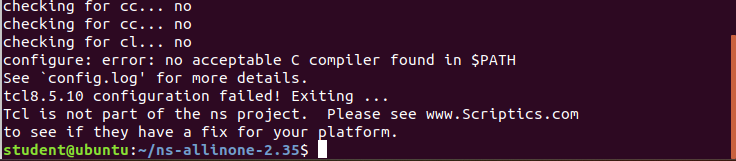 checking for cc... no
checking for cc... no
checking for cl... no
configure: error: no acceptable C compiler found in $PATH
See `config.log' for more details.
tcl8.5.10 configuration failed! Exiting ...
Tcl is not part of the ns project.  Please see www.Scriptics.com
to see if they have a fix for your platform.
student@ubuntu:~/ns-allinone-2.35$